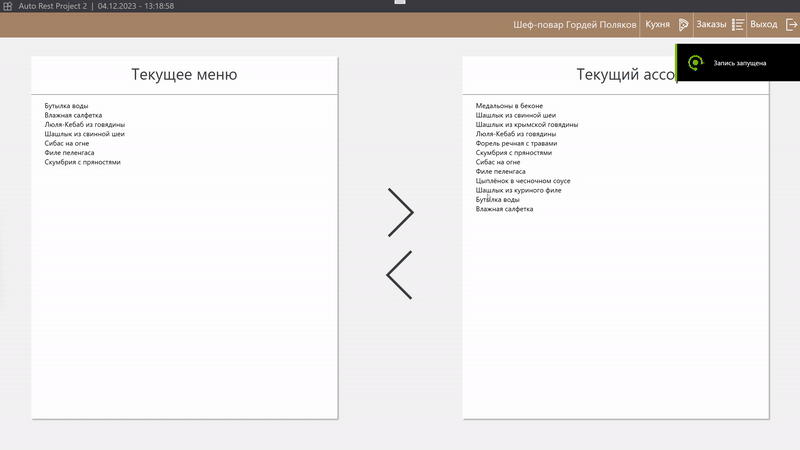 Auto Rest Project 2 | 04.12.2023 - 13:18:58
Шеф-повар Гордей Поляков Кухня Заказы Выход
Запись запущена
Текущее меню
Бутылка воды
Влажная салфетка
Люля-Кебаб из говядины
Шашлык из свинной шеи
Сибас на огне
Филе пеленгаса
Скумбрия с пряностями
Текущий ассо
Медальоны в беконе
Шашлык из свинной шеи
Шашлык из крымской говядины
Люля-Кебаб из говядины
Форель речная с травами
Скумбрия с пряностями
Сибас на огне
Филе пеленгаса
Цыплёнок в чесночном соусе
Шашлык из куриного филе
Бутылка воды
Влажная салфетка